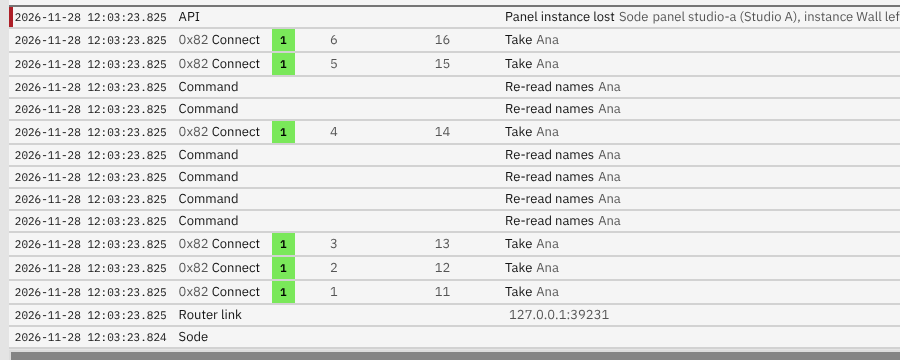 2026-11-28 12:03:23.825 API Panel instance lost Sode panel studio-a (Studio A), instance Wall lef
2026-11-28 12:03:23.825 0x82 Connect 1 6 16 Take Ana
2026-11-28 12:03:23.825 0x82 Connect 1 5 15 Take Ana
2026-11-28 12:03:23.825 Command Re-read names Ana
2026-11-28 12:03:23.825 Command Re-read names Ana
2026-11-28 12:03:23.825 0x82 Connect 1 4 14 Take Ana
2026-11-28 12:03:23.825 Command Re-read names Ana
2026-11-28 12:03:23.825 Command Re-read names Ana
2026-11-28 12:03:23.825 Command Re-read names Ana
2026-11-28 12:03:23.825 Command Re-read names Ana
2026-11-28 12:03:23.825 0x82 Connect 1 3 13 Take Ana
2026-11-28 12:03:23.825 0x82 Connect 1 2 12 Take Ana
2026-11-28 12:03:23.825 0x82 Connect 1 1 11 Take Ana
2026-11-28 12:03:23.825 Router link 127.0.0.1:39231
2026-11-28 12:03:23.824 Sode